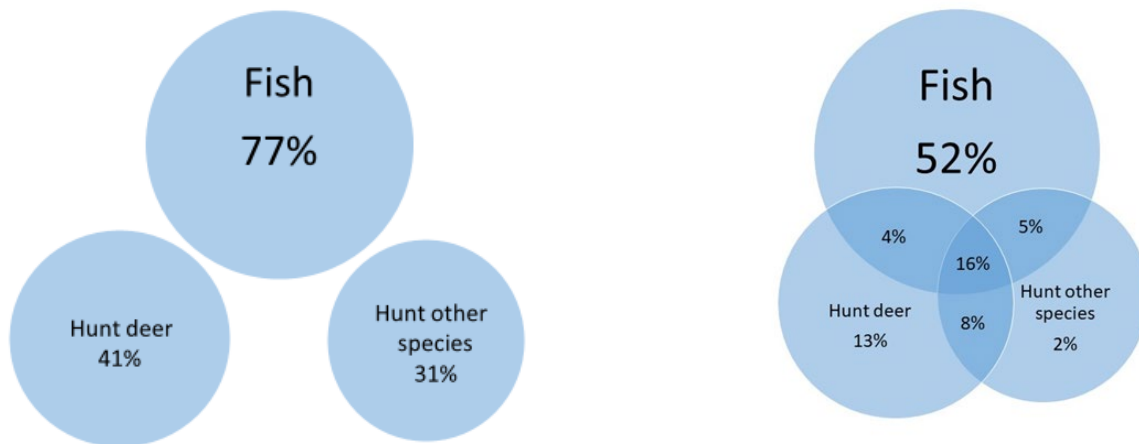 Fish
77%
Hunt deer
41%
Hunt other
species
31%
Fish
52%
4%
5%
16%
Hunt deer
13%
8%
Hunt other
species
2%